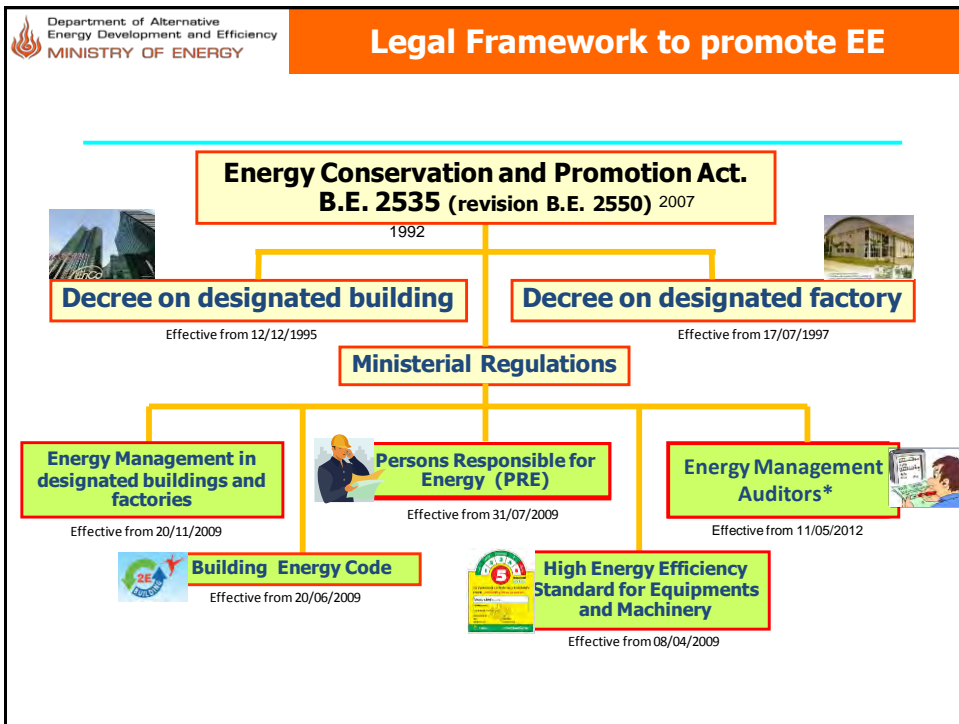 Department of Alternative
Energy Development and Efficiency
MINISTRY OF ENERGY
Legal Framework to promote EE
Energy Conservation and Promotion Act.
B.E. 2535 (revision B.E. 2550) 2007
1992
Decree on designated building
Effective from 12/12/1995
Decree on designated factory
Effective from 17/07/1997
Ministerial Regulations
Energy Management in
designated buildings and
factories
Effective from 20/11/2009
Persons Responsible for
Energy (PRE)
Effective from 31/07/2009
Energy Management
Auditors*
Effective from 11/05/2012
2E
BUILDING
Building Energy Code
Effective from 20/06/2009
5
High Energy Efficiency
Standard for Equipments
and Machinery
Effective from 08/04/2009